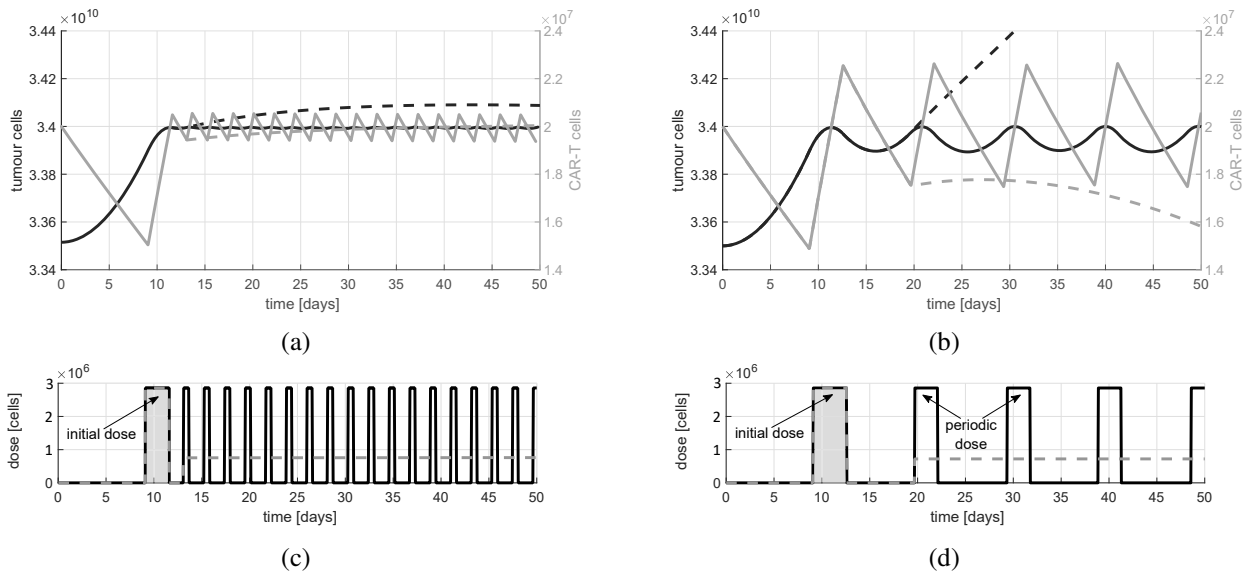 ×10^10 ×10^7 ×10^10 ×10^7
3.44 2.4 3.44 2.4
3.42 2.2 3.42 2.2
3.4 2.0 3.4 2.0
3.38 1.8 3.38 1.8
3.36 1.6 3.36 1.6
3.34 1.4 3.34 1.4
tumour cells CAR-T cells tumour cells CAR-T cells
0 5 10 15 20 25 30 35 40 45 50 0 5 10 15 20 25 30 35 40 45 50
time [days] time [days]
(a) (b)
×10^6 ×10^6
3 3
2 2
1 1
0 0
dose [cells] dose [cells]
initial dose initial dose periodic
dose
0 5 10 15 20 25 30 35 40 45 50 0 5 10 15 20 25 30 35 40 45 50
time [days] time [days]
(c) (d)